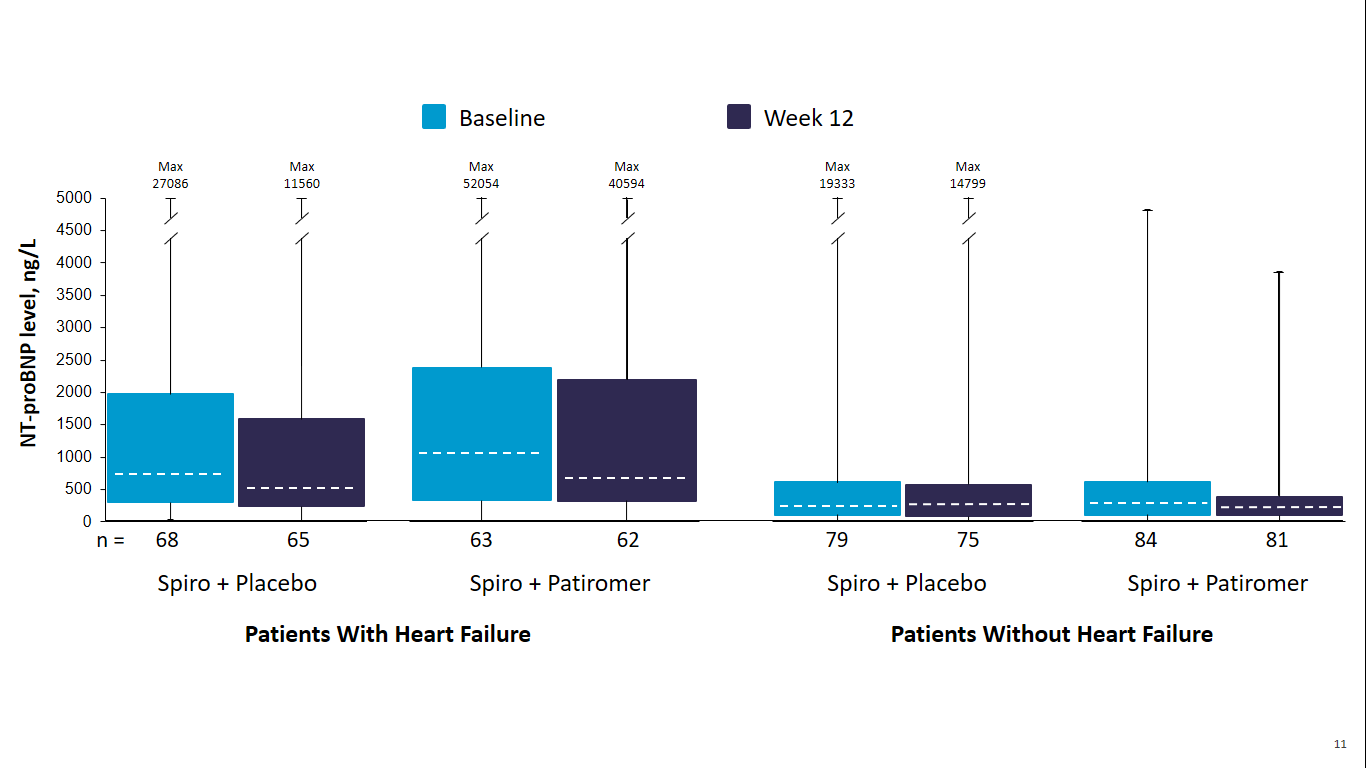 Baseline
Week 12
Max
27086
Max
11560
Max
52054
Max
40594
Max
19333
Max
14799
NT-proBNP level, ng/L
5000
4500
4000
3500
3000
2500
2000
1500
1000
500
0
n = 68 65 63 62 79 75 84 81
Spiro + Placebo Spiro + Patiromer Spiro + Placebo Spiro + Patiromer
Patients With Heart Failure Patients Without Heart Failure
11